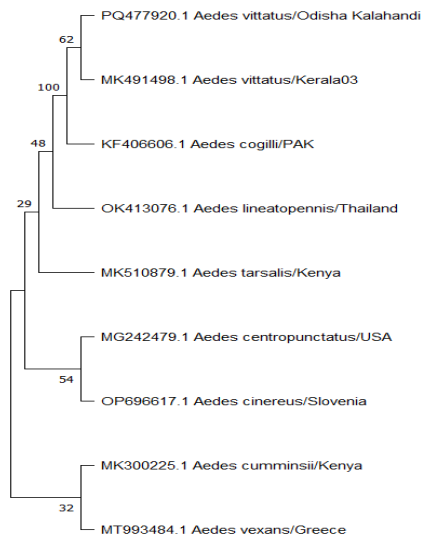 PQ477920.1 Aedes vittatus/Odisha Kalahandi
62
MK491498.1 Aedes vittatus/Kerala03
100
KF406606.1 Aedes cogilli/PAK
48
OK413076.1 Aedes lineatopennis/Thailand
29
MK510879.1 Aedes tarsalis/Kenya
MG242479.1 Aedes centropunctatus/USA
54
OP696617.1 Aedes cinereus/Slovenia
MK300225.1 Aedes cumminsii/Kenya
32
MT993484.1 Aedes vexans/Greece